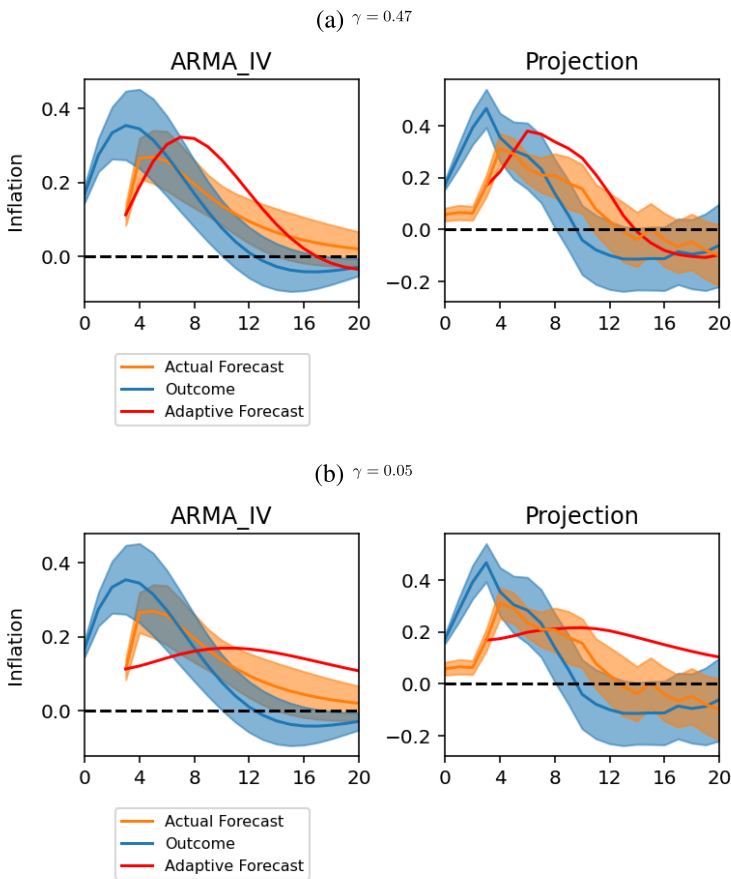 (a) γ = 0.47
ARMA_IV Projection
Inflation
0.4
0.2
0.0
0 4 8 12 16 20
0.4
0.2
0.0
−0.2
0 4 8 12 16 20
Actual Forecast
Outcome
Adaptive Forecast
(b) γ = 0.05
ARMA_IV Projection
Inflation
0.4
0.2
0.0
0 4 8 12 16 20
0.4
0.2
0.0
−0.2
0 4 8 12 16 20
Actual Forecast
Outcome
Adaptive Forecast